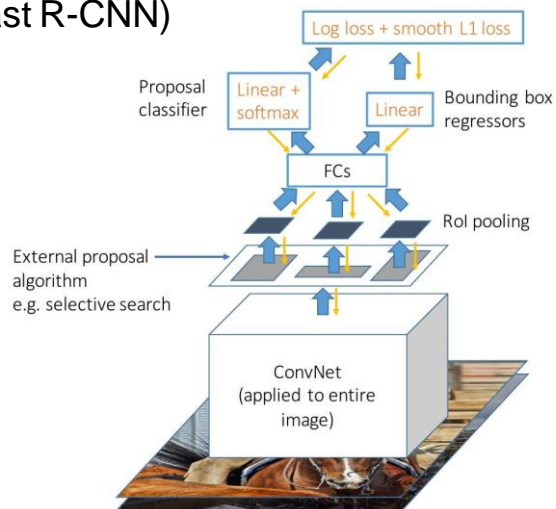 ast R-CNN)
Log loss + smooth L1 loss
Proposal
classifier
Linear +
softmax
Linear
Bounding box
regressors
FCs
RoI pooling
External proposal
algorithm
e.g. selective search
ConvNet
(applied to entire
image)